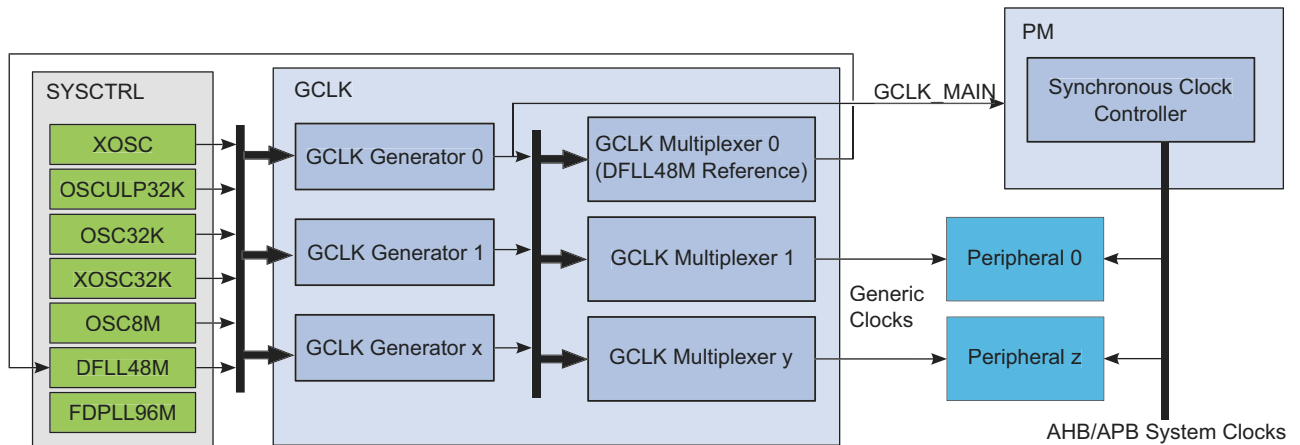 PM
Synchronous Clock
Controller
GCLK_MAIN
SYSCTRL
XOSC
OSCULP32K
OSC32K
XOSC32K
OSC8M
DFLL48M
FDPLL96M
GCLK
GCLK Generator 0
GCLK Generator 1
GCLK Generator x
GCLK Multiplexer 0
(DFLL48M Reference)
GCLK Multiplexer 1
GCLK Multiplexer y
Generic
Clocks
Peripheral 0
Peripheral z
AHB/APB System Clocks